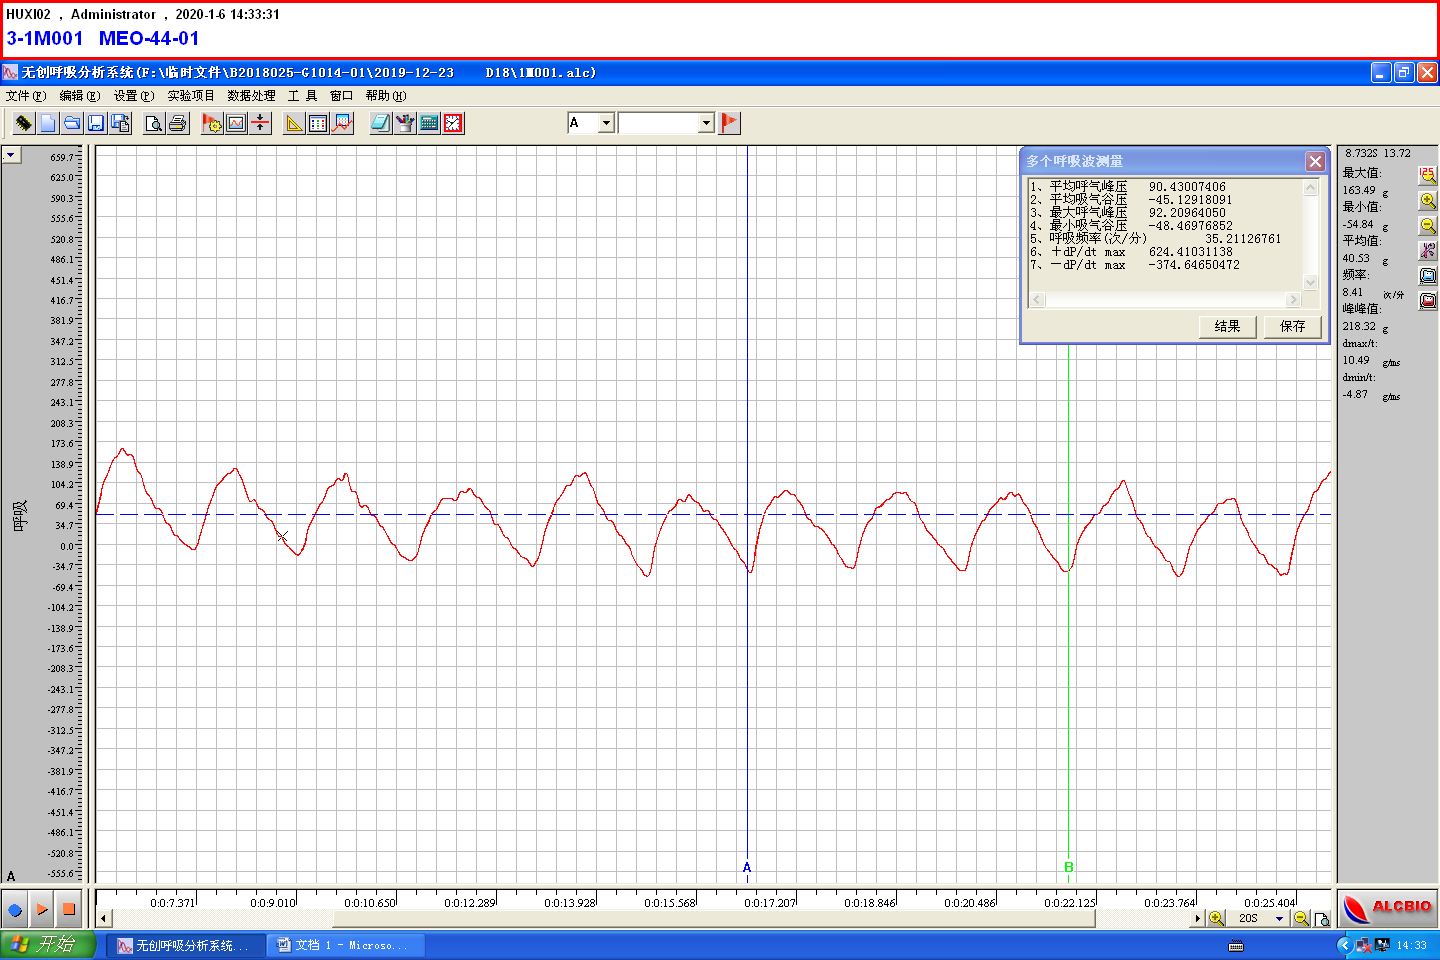 HUXI02 , Administrator , 2020-1-6 14:33:31
3-1M001 MEO-44-01
无创呼吸分析系统(F:\临时文件\B2018025-G1014-01\2019-12-23 D18\1M001.alc)
文件(F) 编辑(E) 设置(P) 实验项目 数据处理 工 具 窗口 帮助(H)
A
659.7
625.0
590.3
555.6
520.8
486.1
451.4
416.7
381.9
347.2
312.5
277.8
243.1
208.3
173.6
138.9
104.2
69.4
34.7
0.0
-34.7
-69.4
-104.2
-138.9
-173.6
-208.3
-243.1
-277.8
-312.5
-347.2
-381.9
-416.7
-451.4
-486.1
-520.8
-555.6
呼吸
A
多个呼吸波测量
1、平均呼气峰压 90.43007406
2、平均吸气谷压 -45.12918091
3、最大呼气峰压 92.20964050
4、最小吸气谷压 -48.46976852
5、呼吸频率(次/分) 35.21126761
6、＋dP/dt max 624.41031138
7、－dP/dt max -374.64650472
结果 保存
8.732S 13.72
最大值:
163.49 g
最小值:
-54.84 g
平均值:
40.53 g
频率:
8.41 次/分
峰峰值:
218.32 g
dmax/t:
10.49 g/ms
dmin/t:
-4.87 g/ms
125
A B
0:0:7.371 0:0:9.010 0:0:10.650 0:0:12.289 0:0:13.928 0:0:15.568 0:0:17.207 0:0:18.846 0:0:20.486 0:0:22.125 0:0:23.764 0:0:25.404
20S
ALCBIO
开始 无创呼吸分析系统... 文档 1 - Microso... 14:33